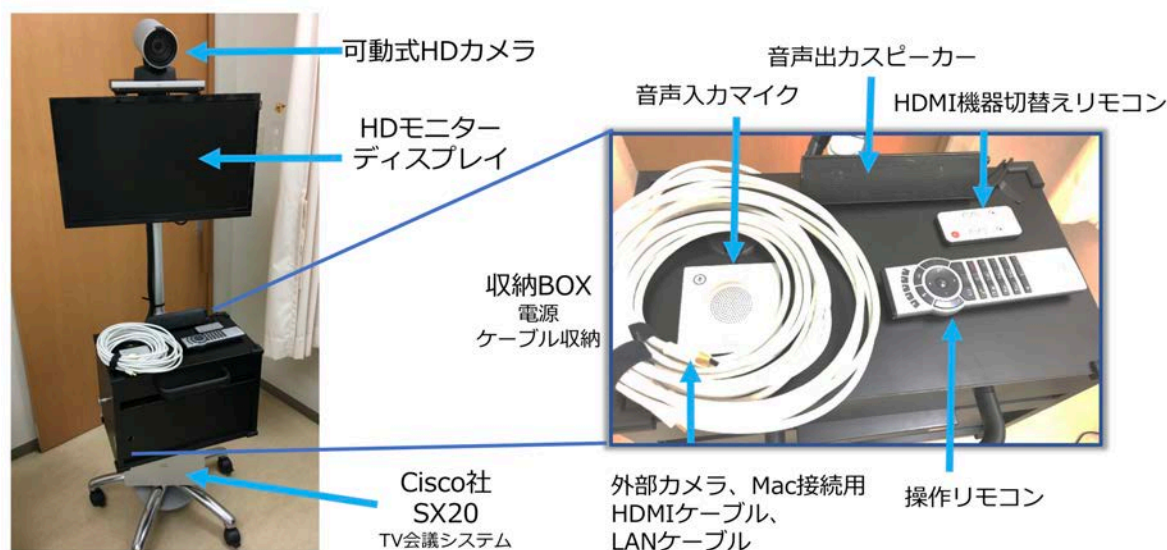 可動式HDカメラ
HDモニター
ディスプレイ
音声出力スピーカー
音声入力マイク
HDMI機器切替えリモコン
収納BOX
電源
ケーブル収納
Cisco社
SX20
TV会議システム
外部カメラ、Mac接続用
HDMIケーブル、
LANケーブル
操作リモコン